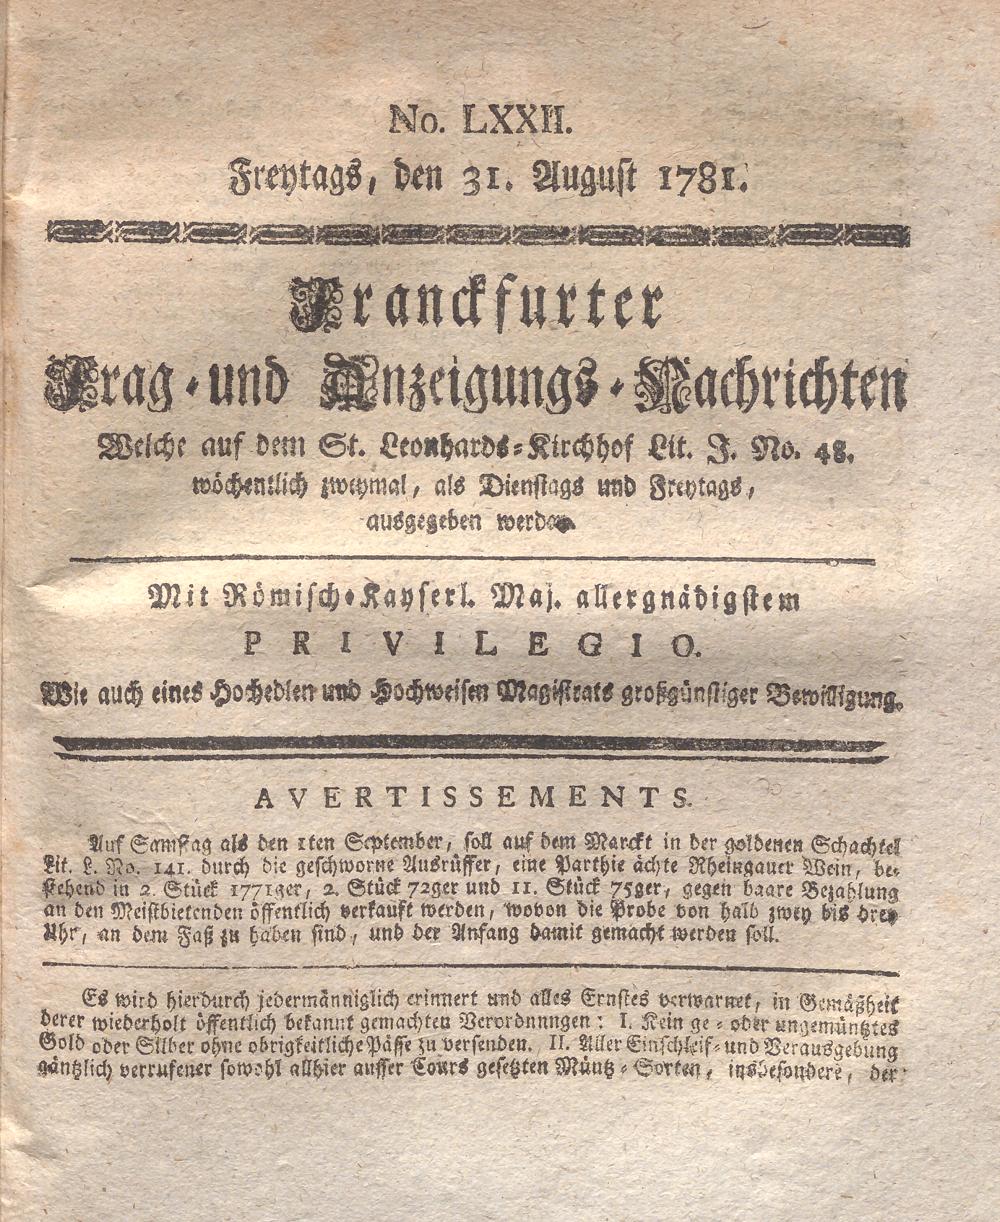 No. LXXII.
Freytags, den 31. August 1781.
Franckfurter
Frag-und Anzeigungs-Nachrichten
Welche auf dem St. Leonhards-Kirchhof Lit. J. No. 48.
wöchentlich zweymal, als Dienstags und Freytags,
ausgegeben werden
Mit Römisch-Kayserl. Maj. allergnädigstem
PRIVILEGIO.
Wie auch eines Hochedlen und Hochweisen Magistrats großgünstiger Bewilligung.
AVERTISSEMENTS.
Auf Samstag als den 1ten September, soll auf dem Marckt in der goldenen Schachtel
Lit. L. No. 141. durch die geschworne Ausrüffer, eine Parthie ächte Rheingauer Wein, be-
stehend in 2. Stück 1771ger, 2. Stück 72ger und 11. Stück 75ger, gegen baare Bezahlung
an den Meistbietenden öffentlich verkauft werden, wovon die Probe von halb zwey bis drey
Uhr, an dem Faß zu haben sind, und der Anfang damit gemacht werden soll.
Es wird hierdurch jedermänniglich erinnert und alles Ernstes verwarnet, in Gemäßheit
derer wiederholt öffentlich bekannt gemachten Verordnnngen: I. Kein ge- oder ungemüntztes
Gold oder Silber ohne obrigkeitliche Pässe zu versenden. II. Aller Einschleif- und Verausgebung
gäntzlich verrufener sowohl allhier ausser Cours gesetzten Müntz-Sorten, insbesondere, der